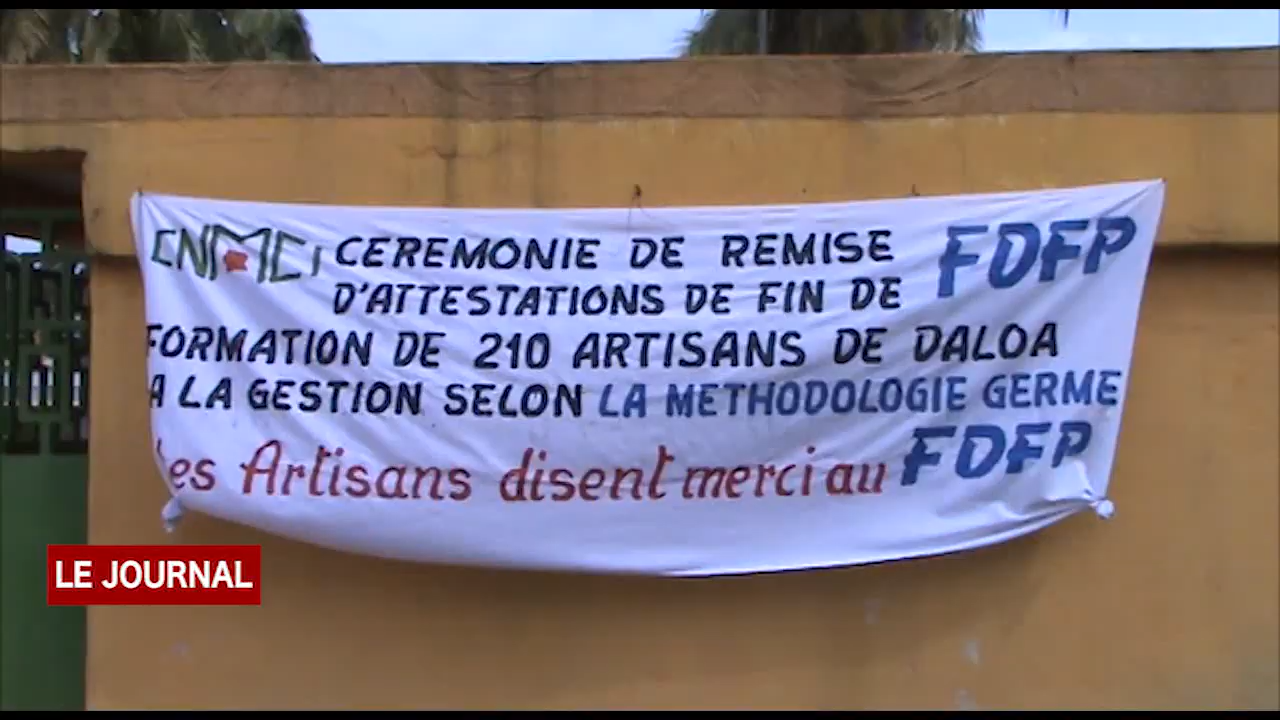 CNMCI CEREMONIE DE REMISE FDFP
D'ATTESTATIONS DE FIN DE
FORMATION DE 210 ARTISANS DE DALOA
A LA GESTION SELON LA METHODOLOGIE GERME
Les Artisans disent merci au FDFP
LE JOURNAL